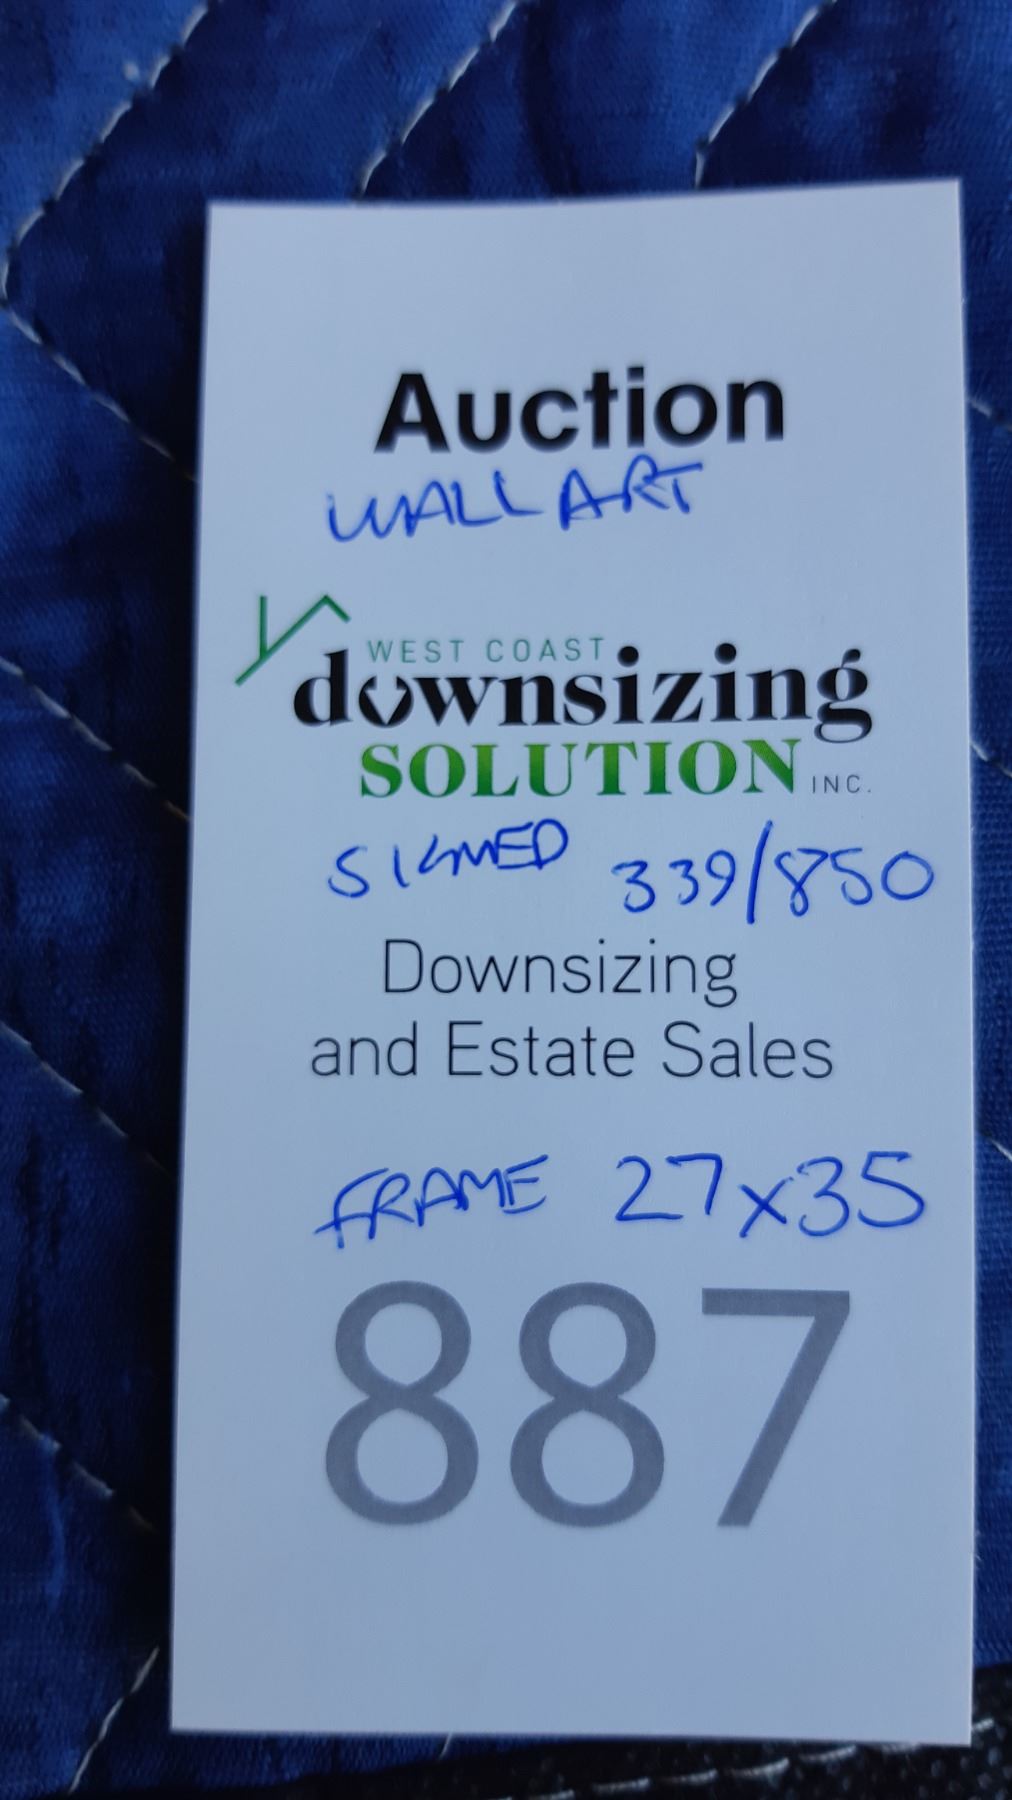 Auction
WALL ART
WEST COAST
downsizing
SOLUTION INC.
SIGNED 339/850
Downsizing
and Estate Sales
FRAME 27x35
887